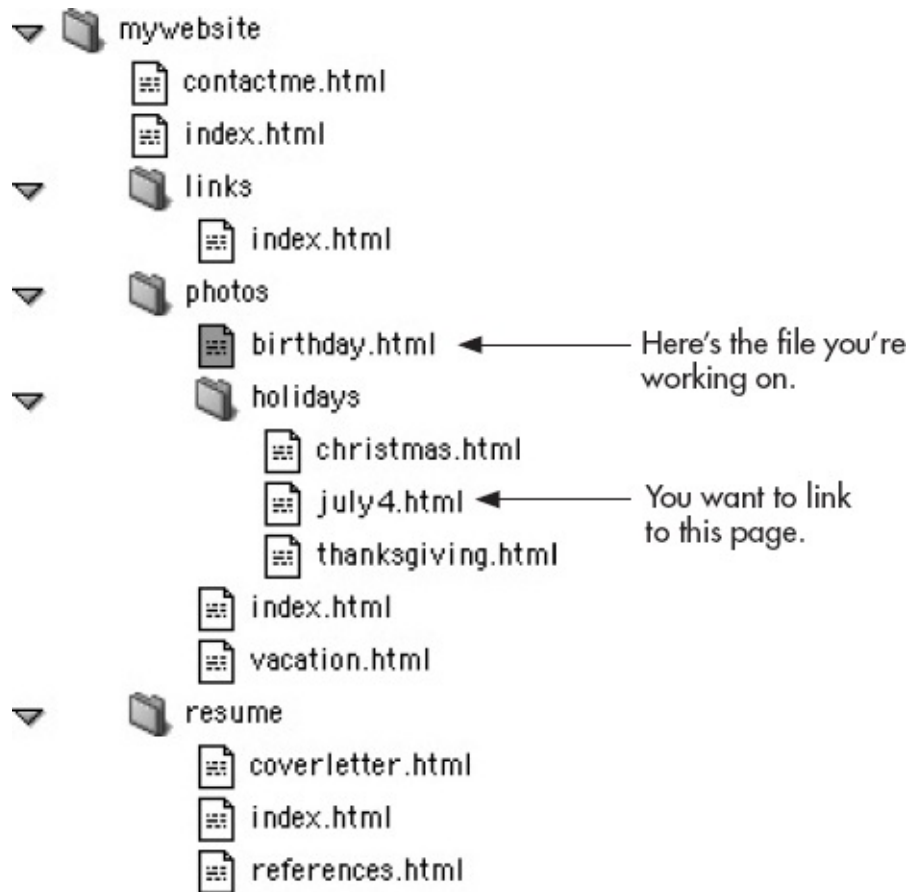 mywebsite
contactme.html
index.html
links
index.html
photos
birthday.html
Here's the file you're
working on.
holidays
christmas.html
july4.html
You want to link
to this page.
thanksgiving.html
index.html
vacation.html
resume
coverletter.html
index.html
references.html